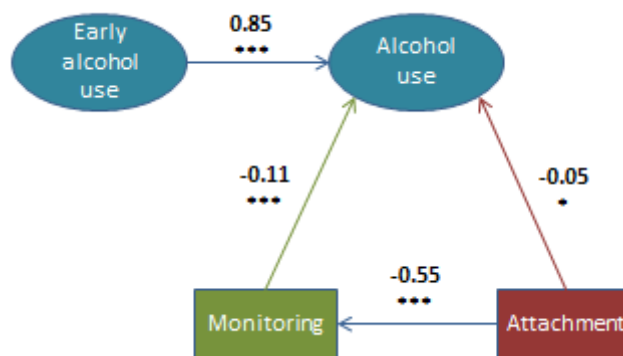 Early
alcohol
use
0.85
***
Alcohol
use
-0.11
***
-0.05
*
-0.55
***
Monitoring
Attachment